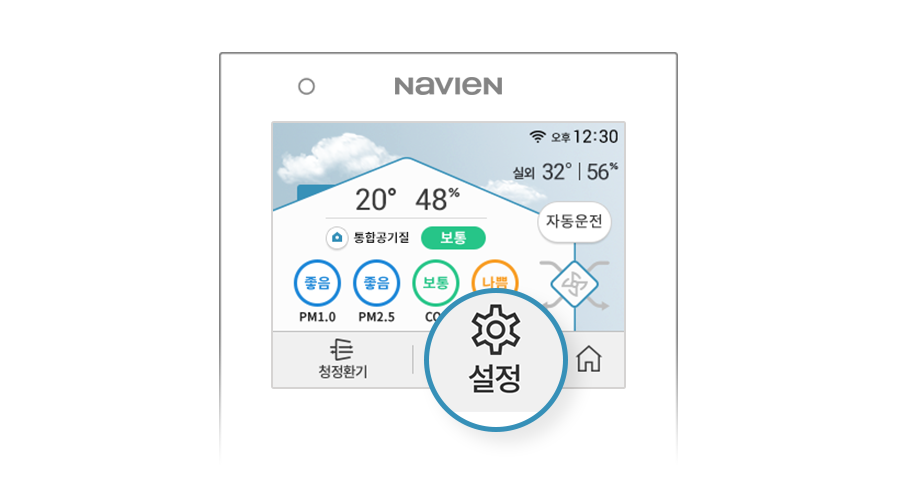 NAVIEN
오후 12:30
실외 32° | 56%
20° 48%
자동운전
통합공기질 보통
좋음 좋음 보통 나쁨
PM1.0 PM2.5
청정환기
설정